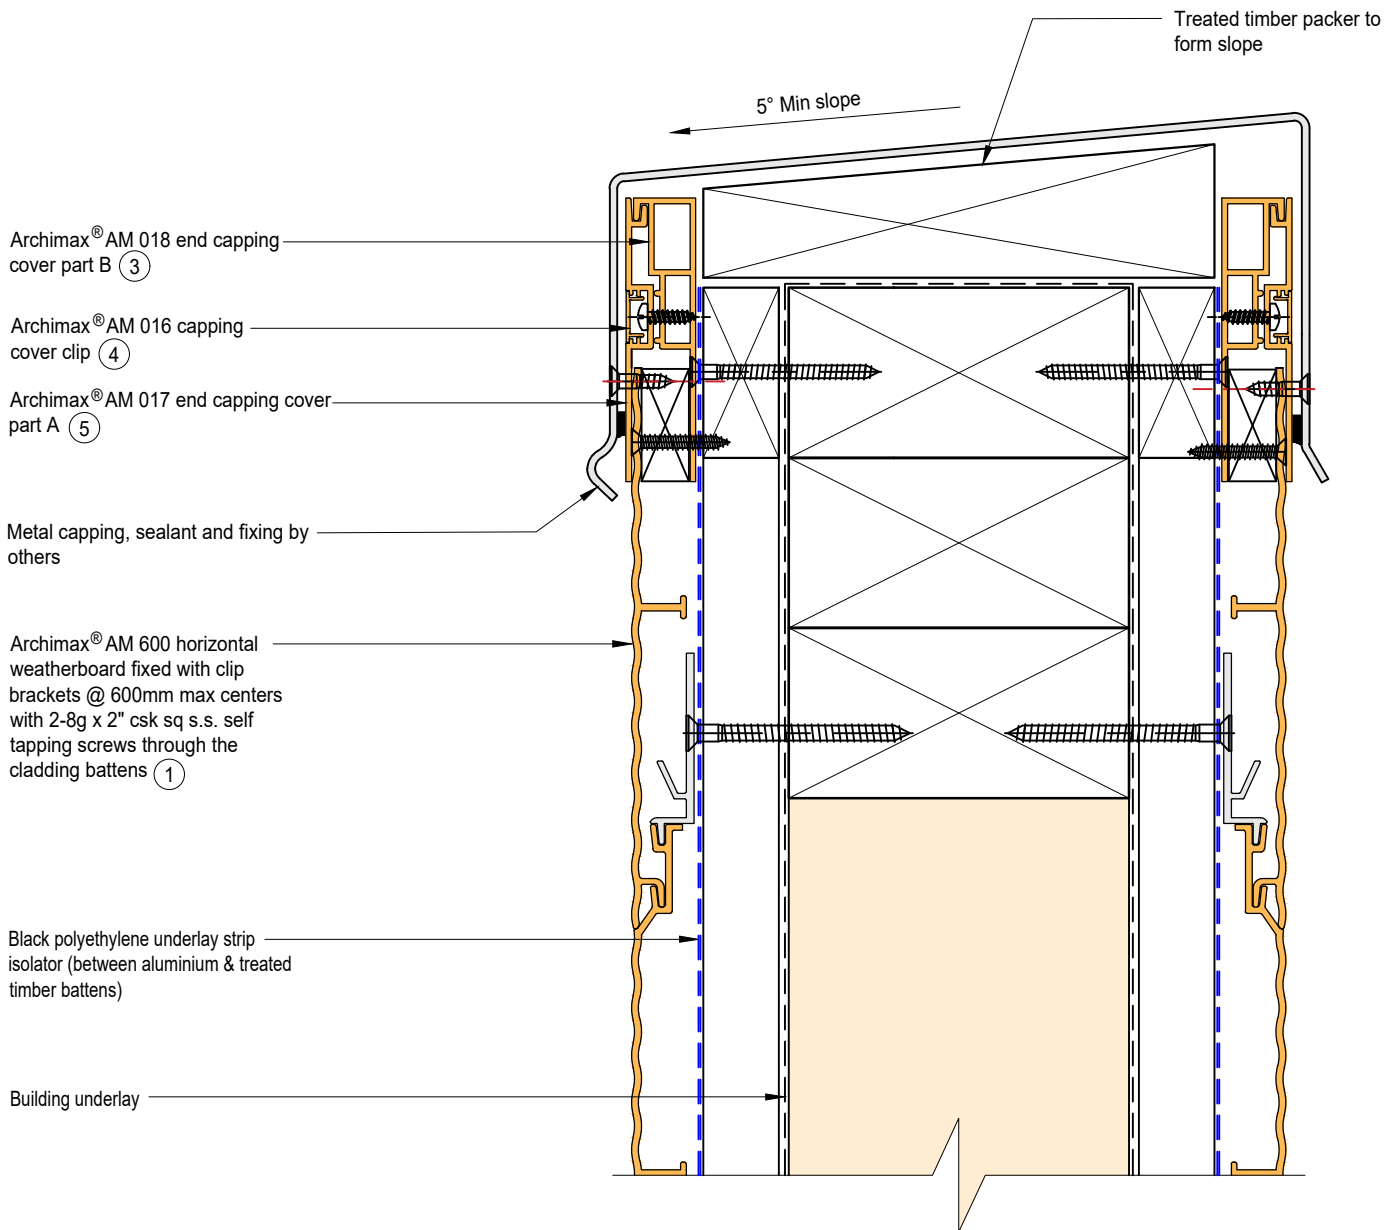 Treated timber packer to
form slope
5° Min slope
Archimax® AM 018 end capping
cover part B 3
Archimax® AM 016 capping
cover clip 4
Archimax® AM 017 end capping cover
part A 5
Metal capping, sealant and fixing by
others
Archimax® AM 600 horizontal
weatherboard fixed with clip
brackets @ 600mm max centers
with 2-8g x 2" csk sq s.s. self
tapping screws through the
cladding battens 1
Black polyethylene underlay strip
isolator (between aluminium & treated
timber battens)
Building underlay